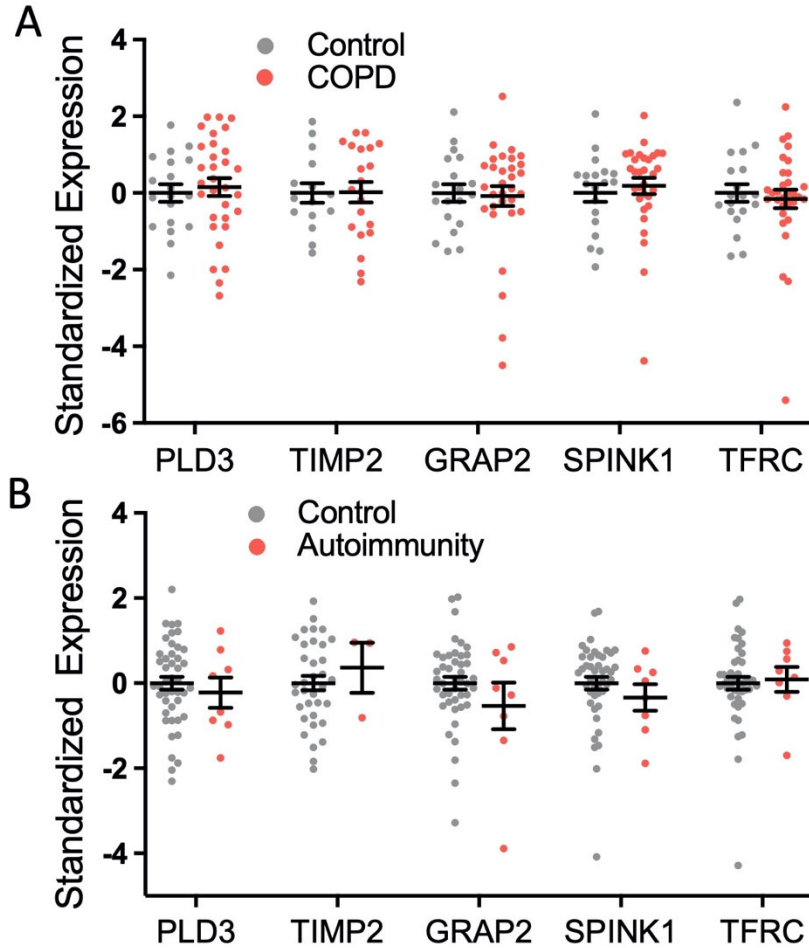 A
Control
COPD
Standardized Expression
4
2
0
-2
-4
-6
PLD3 TIMP2 GRAP2 SPINK1 TFRC
B
Control
Autoimmunity
Standardized Expression
4
2
0
-2
-4
PLD3 TIMP2 GRAP2 SPINK1 TFRC